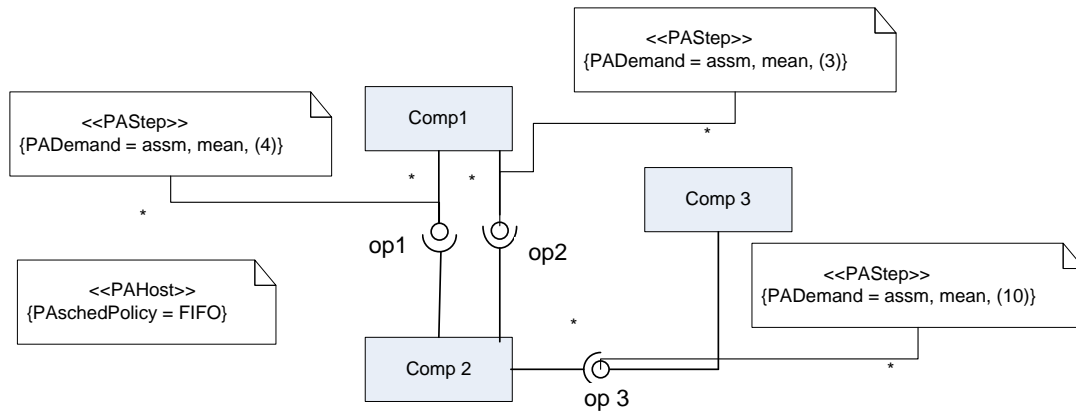 <<PAStep>>
{PADemand = assm, mean, (3)}
Comp1
<<PAStep>>
{PADemand = assm, mean, (4)}
*
*
*
*
Comp 3
op1
op2
<<PAHost>>
{PAschedPolicy = FIFO}
<<PAStep>>
{PADemand = assm, mean, (10)}
*
Comp 2
*
op 3